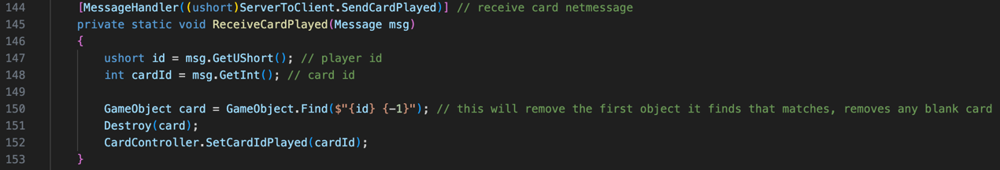 144 [MessageHandler((ushort)ServerToClient.SendCardPlayed)] // receive card netmessage
145 private static void ReceiveCardPlayed(Message msg)
146 {
147 ushort id = msg.GetUShort(); // player id
148 int cardId = msg.GetInt(); // card id
149
150 GameObject card = GameObject.Find($"{id} {-1}"); // this will remove the first object it finds that matches, removes any blank card
151 Destroy(card);
152 CardController.SetCardIdPlayed(cardId);
153 }